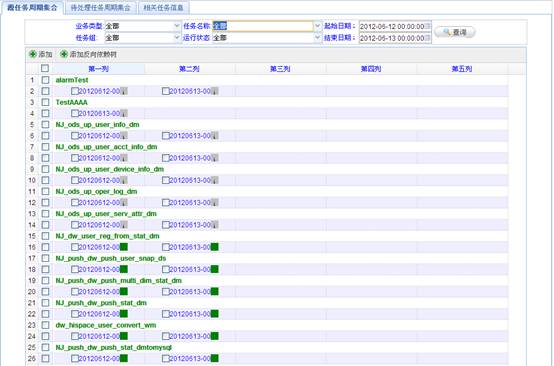 趣任务周期集合 待处理任务周期集合 相关任务信息
业务类型: 全部 任务名称: 全部 起始日期: 2012-06-12 00:00:00 查询
任务组: 全部 运行状态: 全部 结束日期: 2012-06-13 00:00:00
添加 添加反向依赖树
第一列 第二列 第三列 第四列 第五列
1 alarmTest
2 20120612-00 20120613-00
3 TestAAAA
4 20120613-00
5 NJ_ods_up_user_info_dm
6 20120612-00 20120613-00
7 NJ_ods_up_user_acct_info_dm
8 20120612-00 20120613-00
9 NJ_ods_up_user_device_info_dm
10 20120612-00 20120613-00
11 NJ_ods_up_oper_log_dm
12 20120612-00 20120613-00
13 NJ_ods_up_user_serv_attr_dm
14 20120612-00 20120613-00
15 NJ_dw_user_reg_from_stat_dm
16 20120612-00 20120613-00
17 NJ_push_dw_push_user_snap_ds
18 20120612-00 20120613-00
19 NJ_push_dw_push_multi_dim_stat_dm
20 20120612-00 20120613-00
21 NJ_push_dw_push_stat_dm
22 20120612-00 20120613-00
23 dw_hispace_user_convert_wm
24 20120612-00 20120613-00
25 NJ_push_dw_push_stat_dmtomysql
26 20120612-00 20120613-00